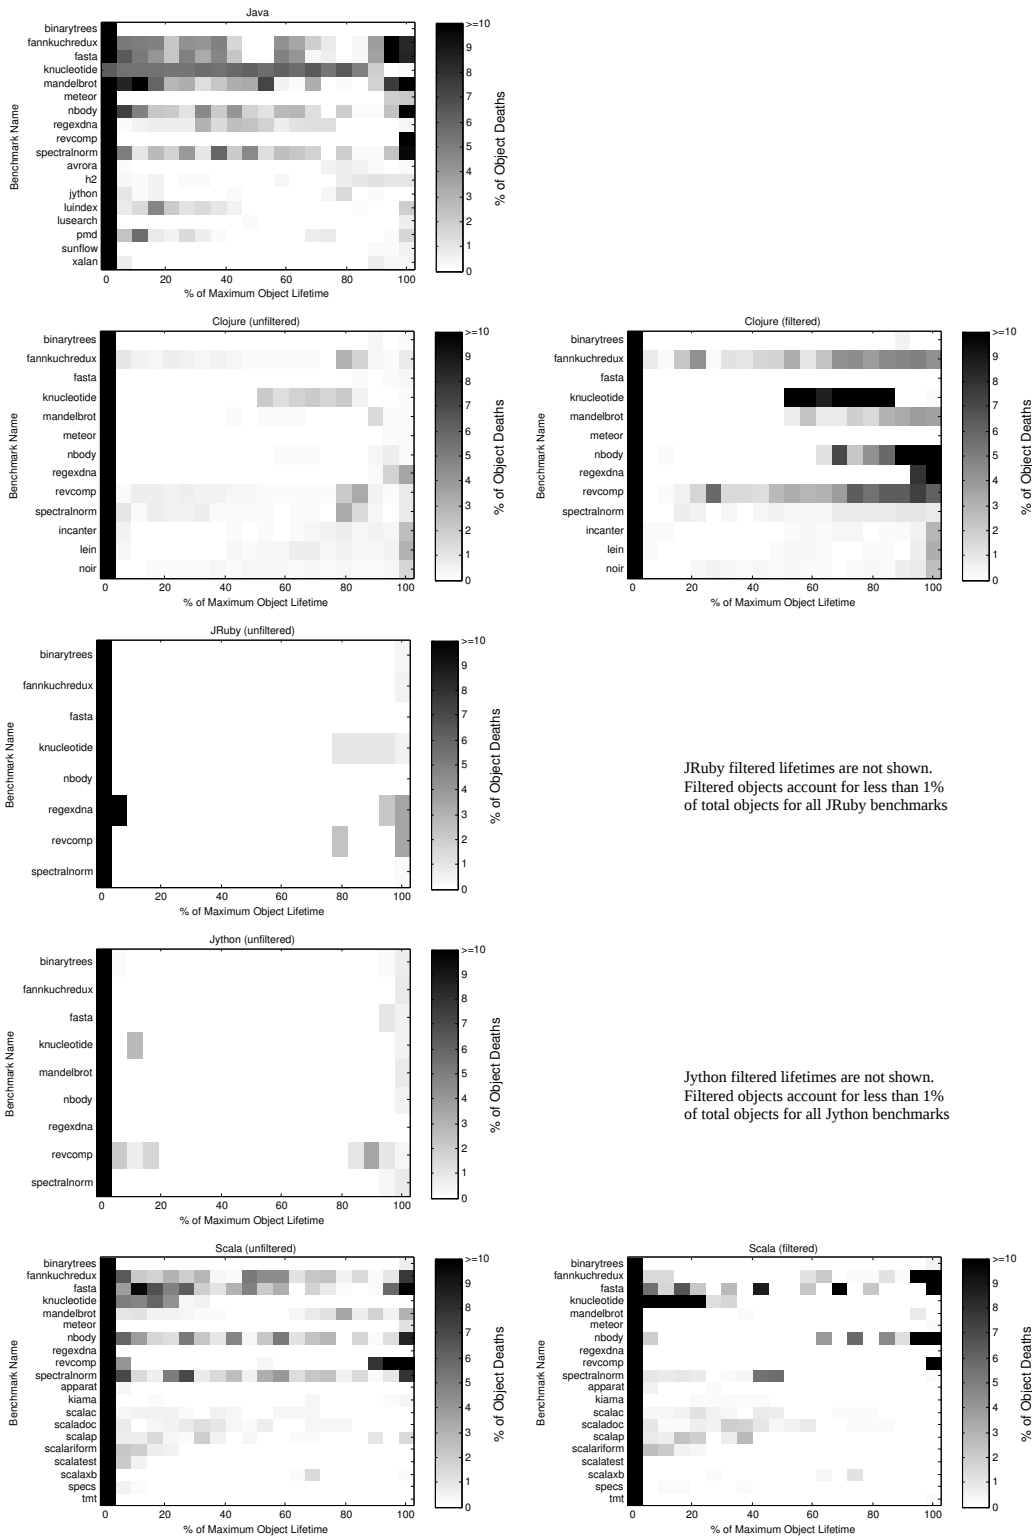 Java
Benchmark Name
binarytrees
fannkuchredux
fasta
knucleotide
mandelbrot
meteor
nbody
regexdna
revcomp
spectralnorm
avrora
h2
jython
luindex
lusearch
pmd
sunflow
xalan
0 20 40 60 80 100
% of Maximum Object Lifetime
>=10
9
8
7
6
5
4
3
2
1
0
% of Object Deaths
Clojure (unfiltered)
Benchmark Name
binarytrees
fannkuchredux
fasta
knucleotide
mandelbrot
meteor
nbody
regexdna
revcomp
spectralnorm
incanter
lein
noir
0 20 40 60 80 100
% of Maximum Object Lifetime
>=10
9
8
7
6
5
4
3
2
1
0
% of Object Deaths
Clojure (filtered)
Benchmark Name
binarytrees
fannkuchredux
fasta
knucleotide
mandelbrot
meteor
nbody
regexdna
revcomp
spectralnorm
incanter
lein
noir
0 20 40 60 80 100
% of Maximum Object Lifetime
>=10
9
8
7
6
5
4
3
2
1
0
% of Object Deaths
JRuby (unfiltered)
Benchmark Name
binarytrees
fannkuchredux
fasta
knucleotide
nbody
regexdna
revcomp
spectralnorm
0 20 40 60 80 100
% of Maximum Object Lifetime
>=10
9
8
7
6
5
4
3
2
1
0
% of Object Deaths
JRuby filtered lifetimes are not shown.
Filtered objects account for less than 1%
of total objects for all JRuby benchmarks
Jython (unfiltered)
Benchmark Name
binarytrees
fannkuchredux
fasta
knucleotide
mandelbrot
nbody
regexdna
revcomp
spectralnorm
0 20 40 60 80 100
% of Maximum Object Lifetime
>=10
9
8
7
6
5
4
3
2
1
0
% of Object Deaths
Jython filtered lifetimes are not shown.
Filtered objects account for less than 1%
of total objects for all Jython benchmarks
Scala (unfiltered)
Benchmark Name
binarytrees
fannkuchredux
fasta
knucleotide
mandelbrot
meteor
nbody
regexdna
revcomp
spectralnorm
apparat
kiama
scalac
scaladoc
scalap
scalariform
scalatest
scalaxb
specs
tmt
0 20 40 60 80 100
% of Maximum Object Lifetime
>=10
9
8
7
6
5
4
3
2
1
0
% of Object Deaths
Scala (filtered)
Benchmark Name
binarytrees
fannkuchredux
fasta
knucleotide
mandelbrot
meteor
nbody
regexdna
revcomp
spectralnorm
apparat
kiama
scalac
scaladoc
scalap
scalariform
scalatest
scalaxb
specs
tmt
0 20 40 60 80 100
% of Maximum Object Lifetime
>=10
9
8
7
6
5
4
3
2
1
0
% of Object Deaths